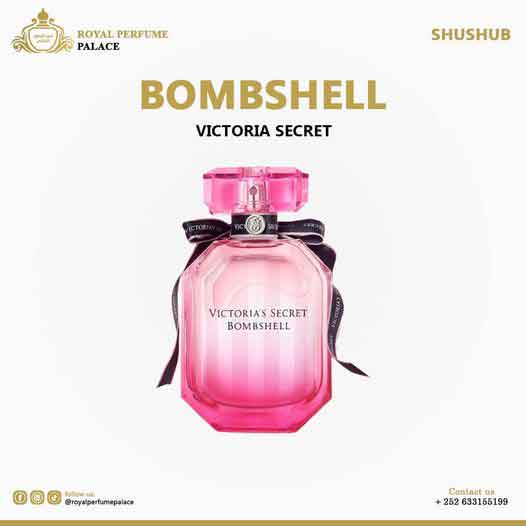 ROYAL PERFUME
PALACE
SHUSHUB
BOMBSHELL
VICTORIA SECRET
VICTORIA'S SECRET
BOMBSHELL
follow us:
@royalperfumepalace
Contact us
+ 252 633155199